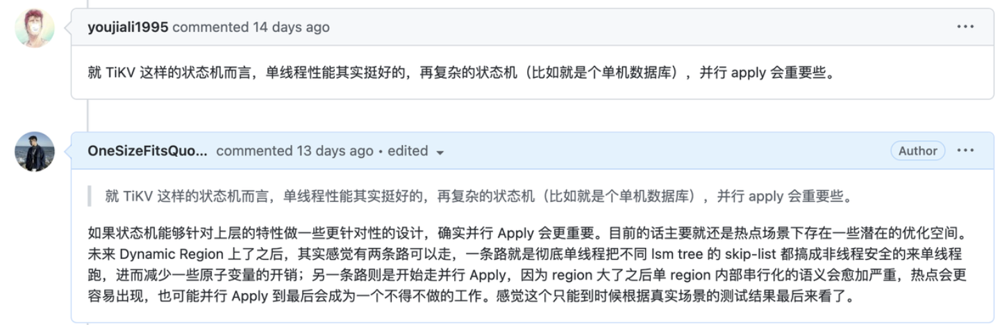 youjiali1995 commented 14 days ago
就 TiKV 这样的状态机而言，单线程性能其实挺好的，再复杂的状态机（比如就是个单机数据库），并行 apply 会重要些。
OneSizeFitsQuo... commented 13 days ago • edited Author
就 TiKV 这样的状态机而言，单线程性能其实挺好的，再复杂的状态机（比如就是个单机数据库），并行 apply 会重要些。
如果状态机能够针对上层的特性做一些更针对性的设计，确实并行 Apply 会更重要。目前的话主要就还是热点场景下存在一些潜在的优化空间。
未来 Dynamic Region 上了之后，其实感觉有两条路可以走，一条路就是彻底单线程把不同 lsm tree 的 skip-list 都搞成非线程安全的来单线程
跑，进而减少一些原子变量的开销；另一条路则是开始走并行 Apply，因为 region 大了之后单 region 内部串行化的语义会愈加严重，热点会更
容易出现，也可能并行 Apply 到最后会成为一个不得不做的工作。感觉这个只能到时候根据真实场景的测试结果最后来看了。